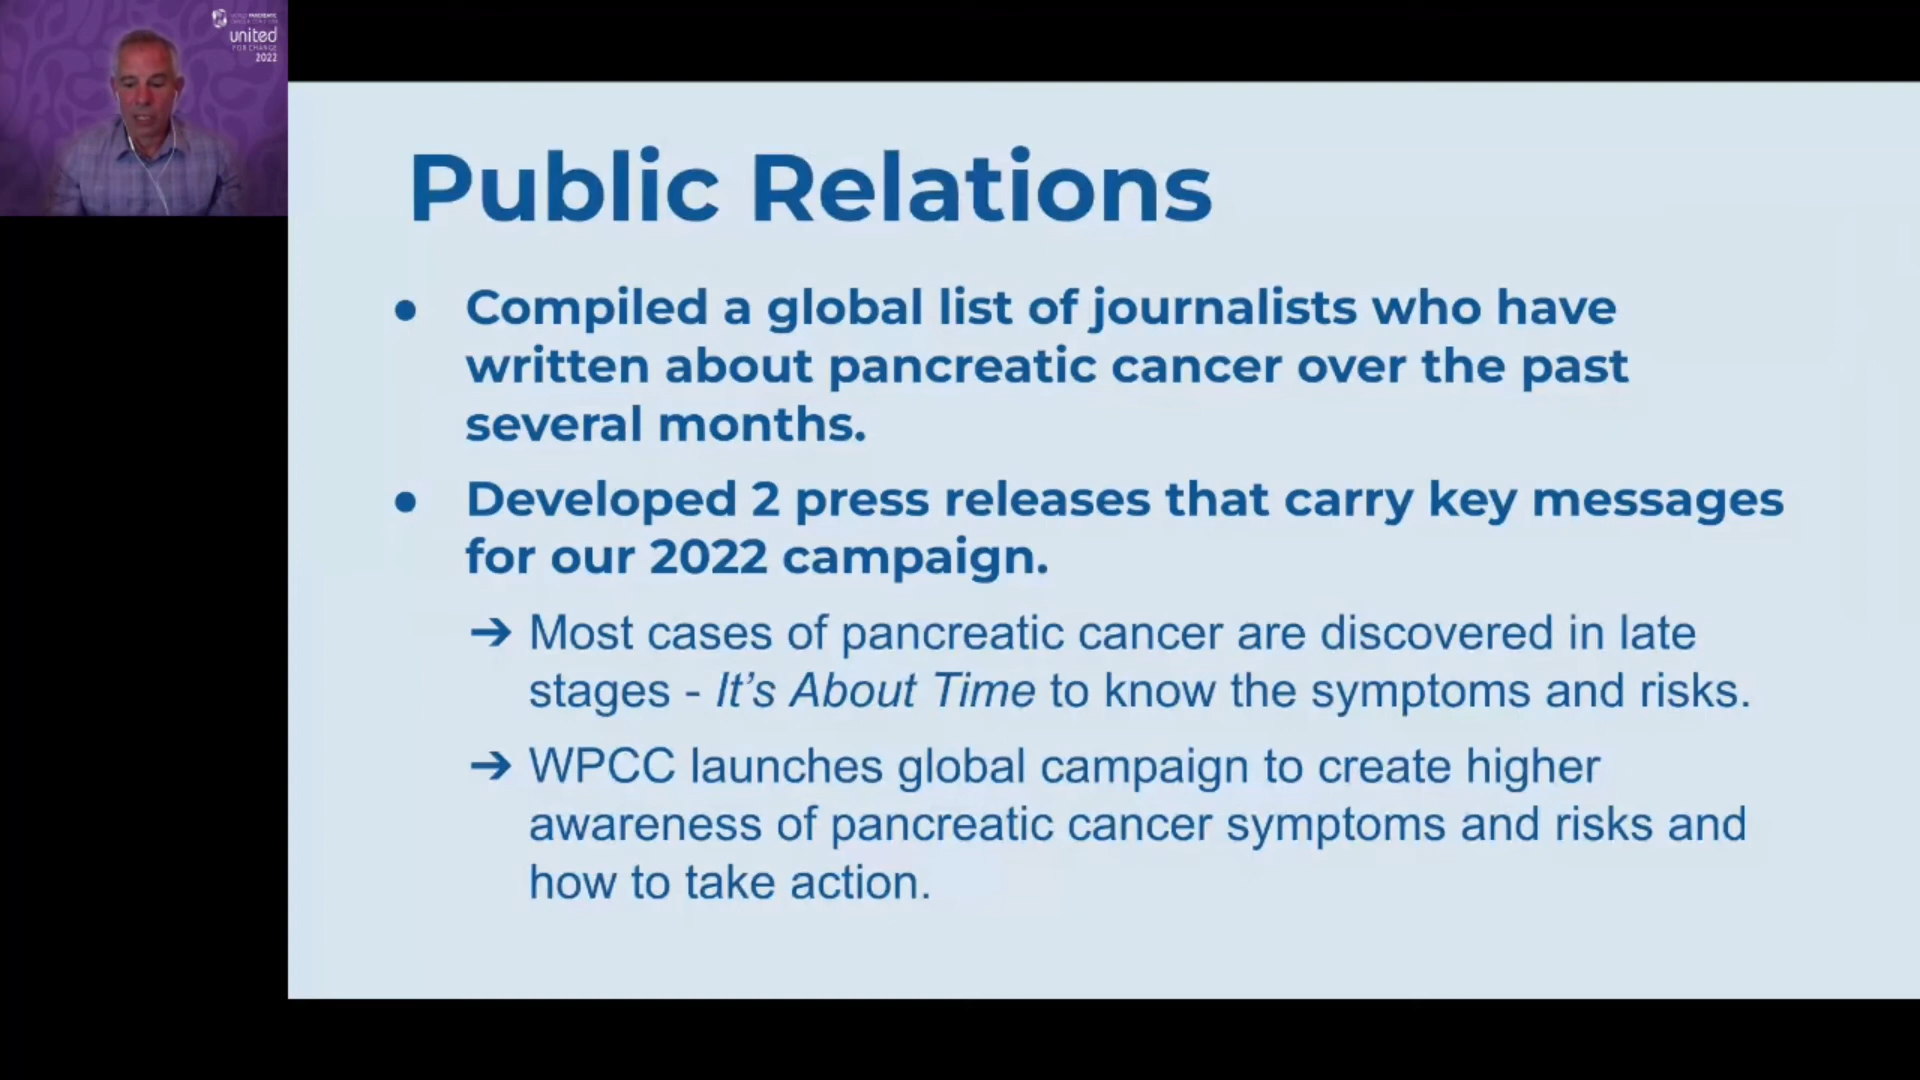 united
FOR CHANGE
2022
Public Relations
● Compiled a global list of journalists who have
written about pancreatic cancer over the past
several months.
● Developed 2 press releases that carry key messages
for our 2022 campaign.
➔ Most cases of pancreatic cancer are discovered in late
stages - It’s About Time to know the symptoms and risks.
➔ WPCC launches global campaign to create higher
awareness of pancreatic cancer symptoms and risks and
how to take action.